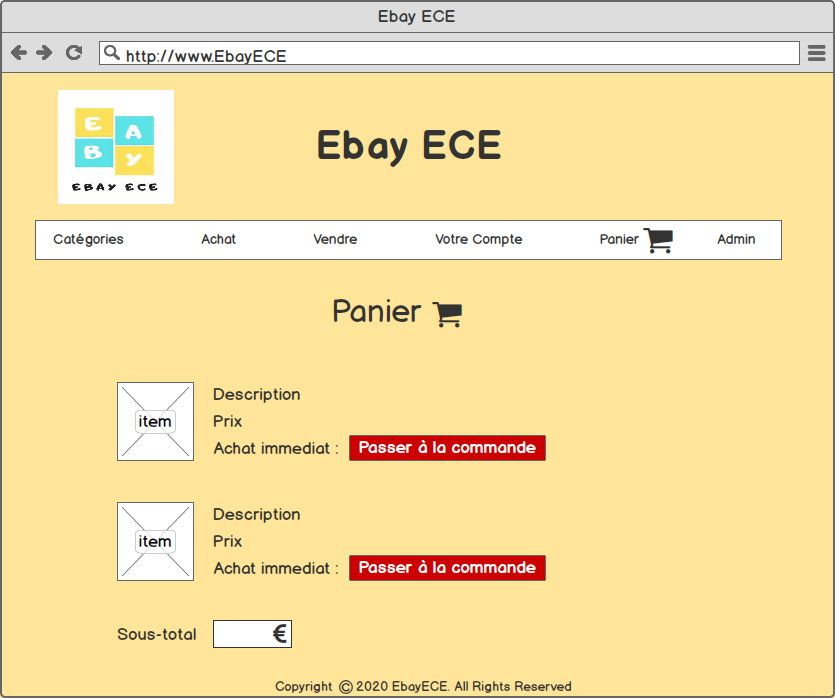 Ebay ECE
http://www.EbayECE
E A
B Y
EBAY ECE
Ebay ECE
Catégories Achat Vendre Votre Compte Panier Admin
Panier
item
Description
Prix
Achat immediat : Passer à la commande
item
Description
Prix
Achat immediat : Passer à la commande
Sous-total €
Copyright © 2020 EbayECE. All Rights Reserved